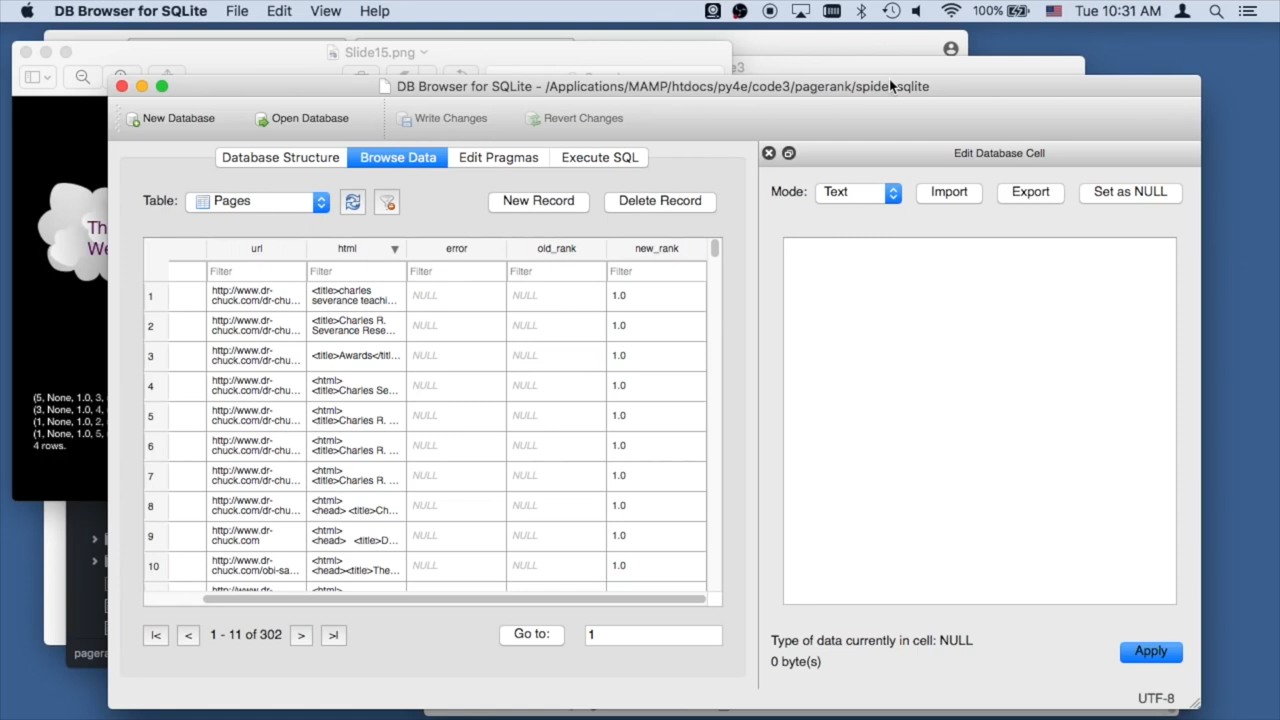 DB Browser for SQLite File Edit View Help 100% Tue 10:31 AM
Slide15.png
DB Browser for SQLite - /Applications/MAMP/htdocs/py4e/code3/pagerank/spider.sqlite
New Database Open Database Write Changes Revert Changes
Database Structure Browse Data Edit Pragmas Execute SQL
Edit Database Cell
Table: Pages New Record Delete Record
Mode: Text Import Export Set as NULL
url html error old_rank new_rank
Filter Filter Filter Filter Filter
1 http://www.dr- <title>charles NULL NULL 1.0
chuck.com/dr-chu... severance teachi...
2 http://www.dr- <title>Charles R. NULL NULL 1.0
chuck.com/dr-chu... Severance Rese...
3 http://www.dr- <title>Awards</titl... NULL NULL 1.0
chuck.com/dr-chu...
4 http://www.dr- <html> NULL NULL 1.0
chuck.com/dr-chu... <title>Charles Se...
5 http://www.dr- <html> NULL NULL 1.0
chuck.com/dr-chu... <title>Charles R. ...
6 http://www.dr- <html> NULL NULL 1.0
chuck.com/dr-chu... <title>Charles R. ...
7 http://www.dr- <html> NULL NULL 1.0
chuck.com/dr-chu... <title>Charles R. ...
8 http://www.dr- <html> NULL NULL 1.0
chuck.com/dr-chu... <head> <title>Ch...
9 http://www.dr- <html> NULL NULL 1.0
chuck.com <head> <title>D...
10 http://www.dr- <html> NULL NULL 1.0
chuck.com/obi-sa... <head><title>The...
|< < 1 - 11 of 302 > >| Go to: 1
Type of data currently in cell: NULL
0 byte(s)
Apply
UTF-8
Th
We
(5, None, 1.0, 3,
(3, None, 1.0, 4,
(1, None, 1.0, 2,
(1, None, 1.0, 5,
4 rows.
pagera